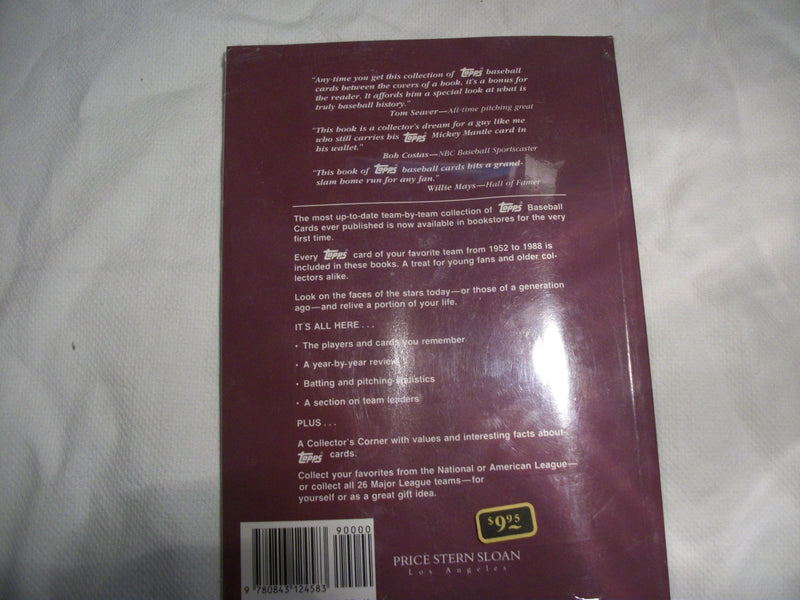 "Any-time you get this collection of Topps baseball
cards between the covers of a book, it's a bonus for
the reader. It affords him a special look at what is
truly baseball history."
Tom Seaver—All-time pitching great
"This book is a collector's dream for a guy like me
who still carries his Topps Mickey Mantle card in
his wallet."
Bob Costas—NBC Baseball Sportscaster
"This book of Topps baseball cards hits a grand-
slam home run for any fan."
Willie Mays—Hall of Famer
The most up-to-date team-by-team collection of Topps Baseball
Cards ever published is now available in bookstores for the very
first time.
Every Topps card of your favorite team from 1952 to 1988 is
included in these books. A treat for young fans and older col-
lectors alike.
Look on the faces of the stars today—or those of a generation
ago—and relive a portion of your life.
IT'S ALL HERE . . .
• The players and cards you remember
• A year-by-year review
• Batting and pitching statistics
• A section on team leaders
PLUS . . .
A Collector's Corner with values and interesting facts about
Topps cards.
Collect your favorites from the National or American League—
or collect all 26 Major League teams—for
yourself or as a great gift idea.
90000
$9.95
PRICE STERN SLOAN
Los Angeles
9 780843 124583